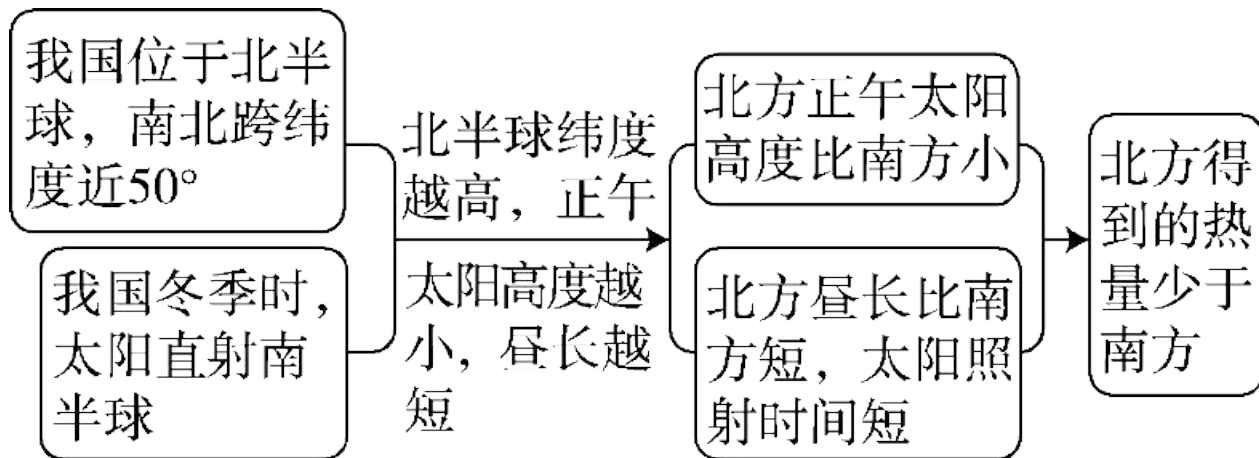 我国位于北半
球，南北跨纬
度近50°
我国冬季时，
太阳直射南
半球
北半球纬度
越高，正午
太阳高度越
小，昼长越
短
北方正午太阳
高度比南方小
北方昼长比南
方短，太阳照
射时间短
北方得
到的热
量少于
南方